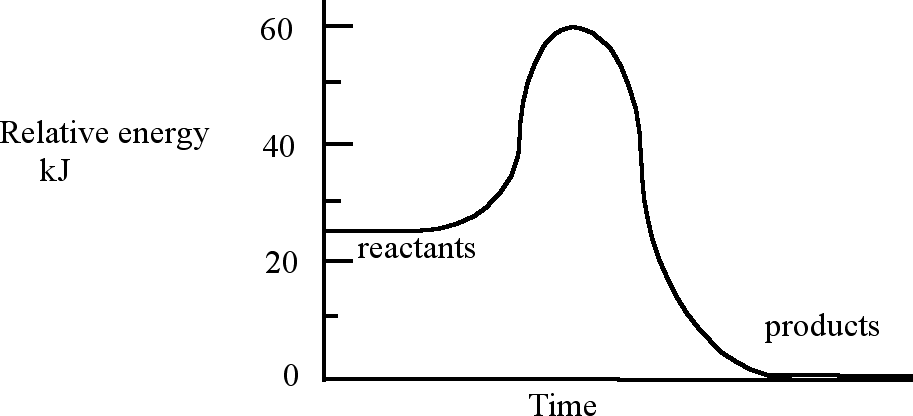 60
Relative energy
kJ
40
reactants
20
products
0
Time